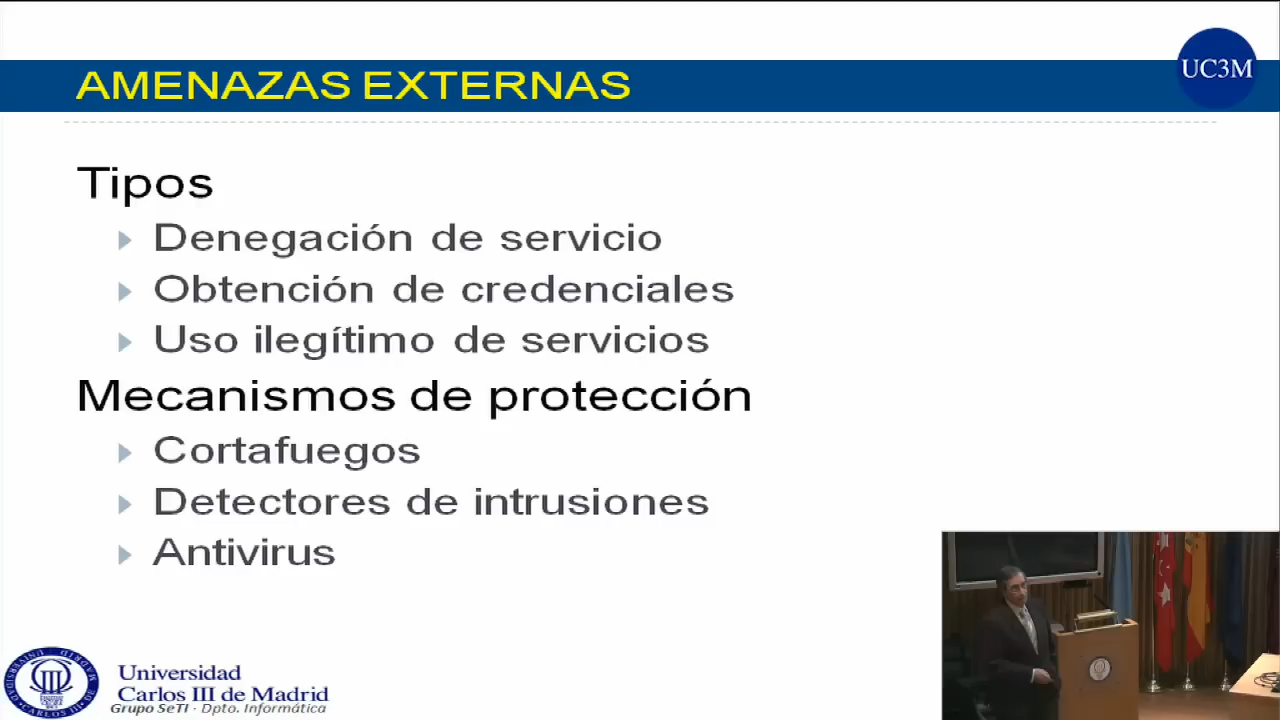 AMENAZAS EXTERNAS
UC3M
Tipos
Denegación de servicio
Obtención de credenciales
Uso ilegítimo de servicios
Mecanismos de protección
Cortafuegos
Detectores de intrusiones
Antivirus
Universidad
Carlos III de Madrid
Grupo SeTI - Dpto. Informática